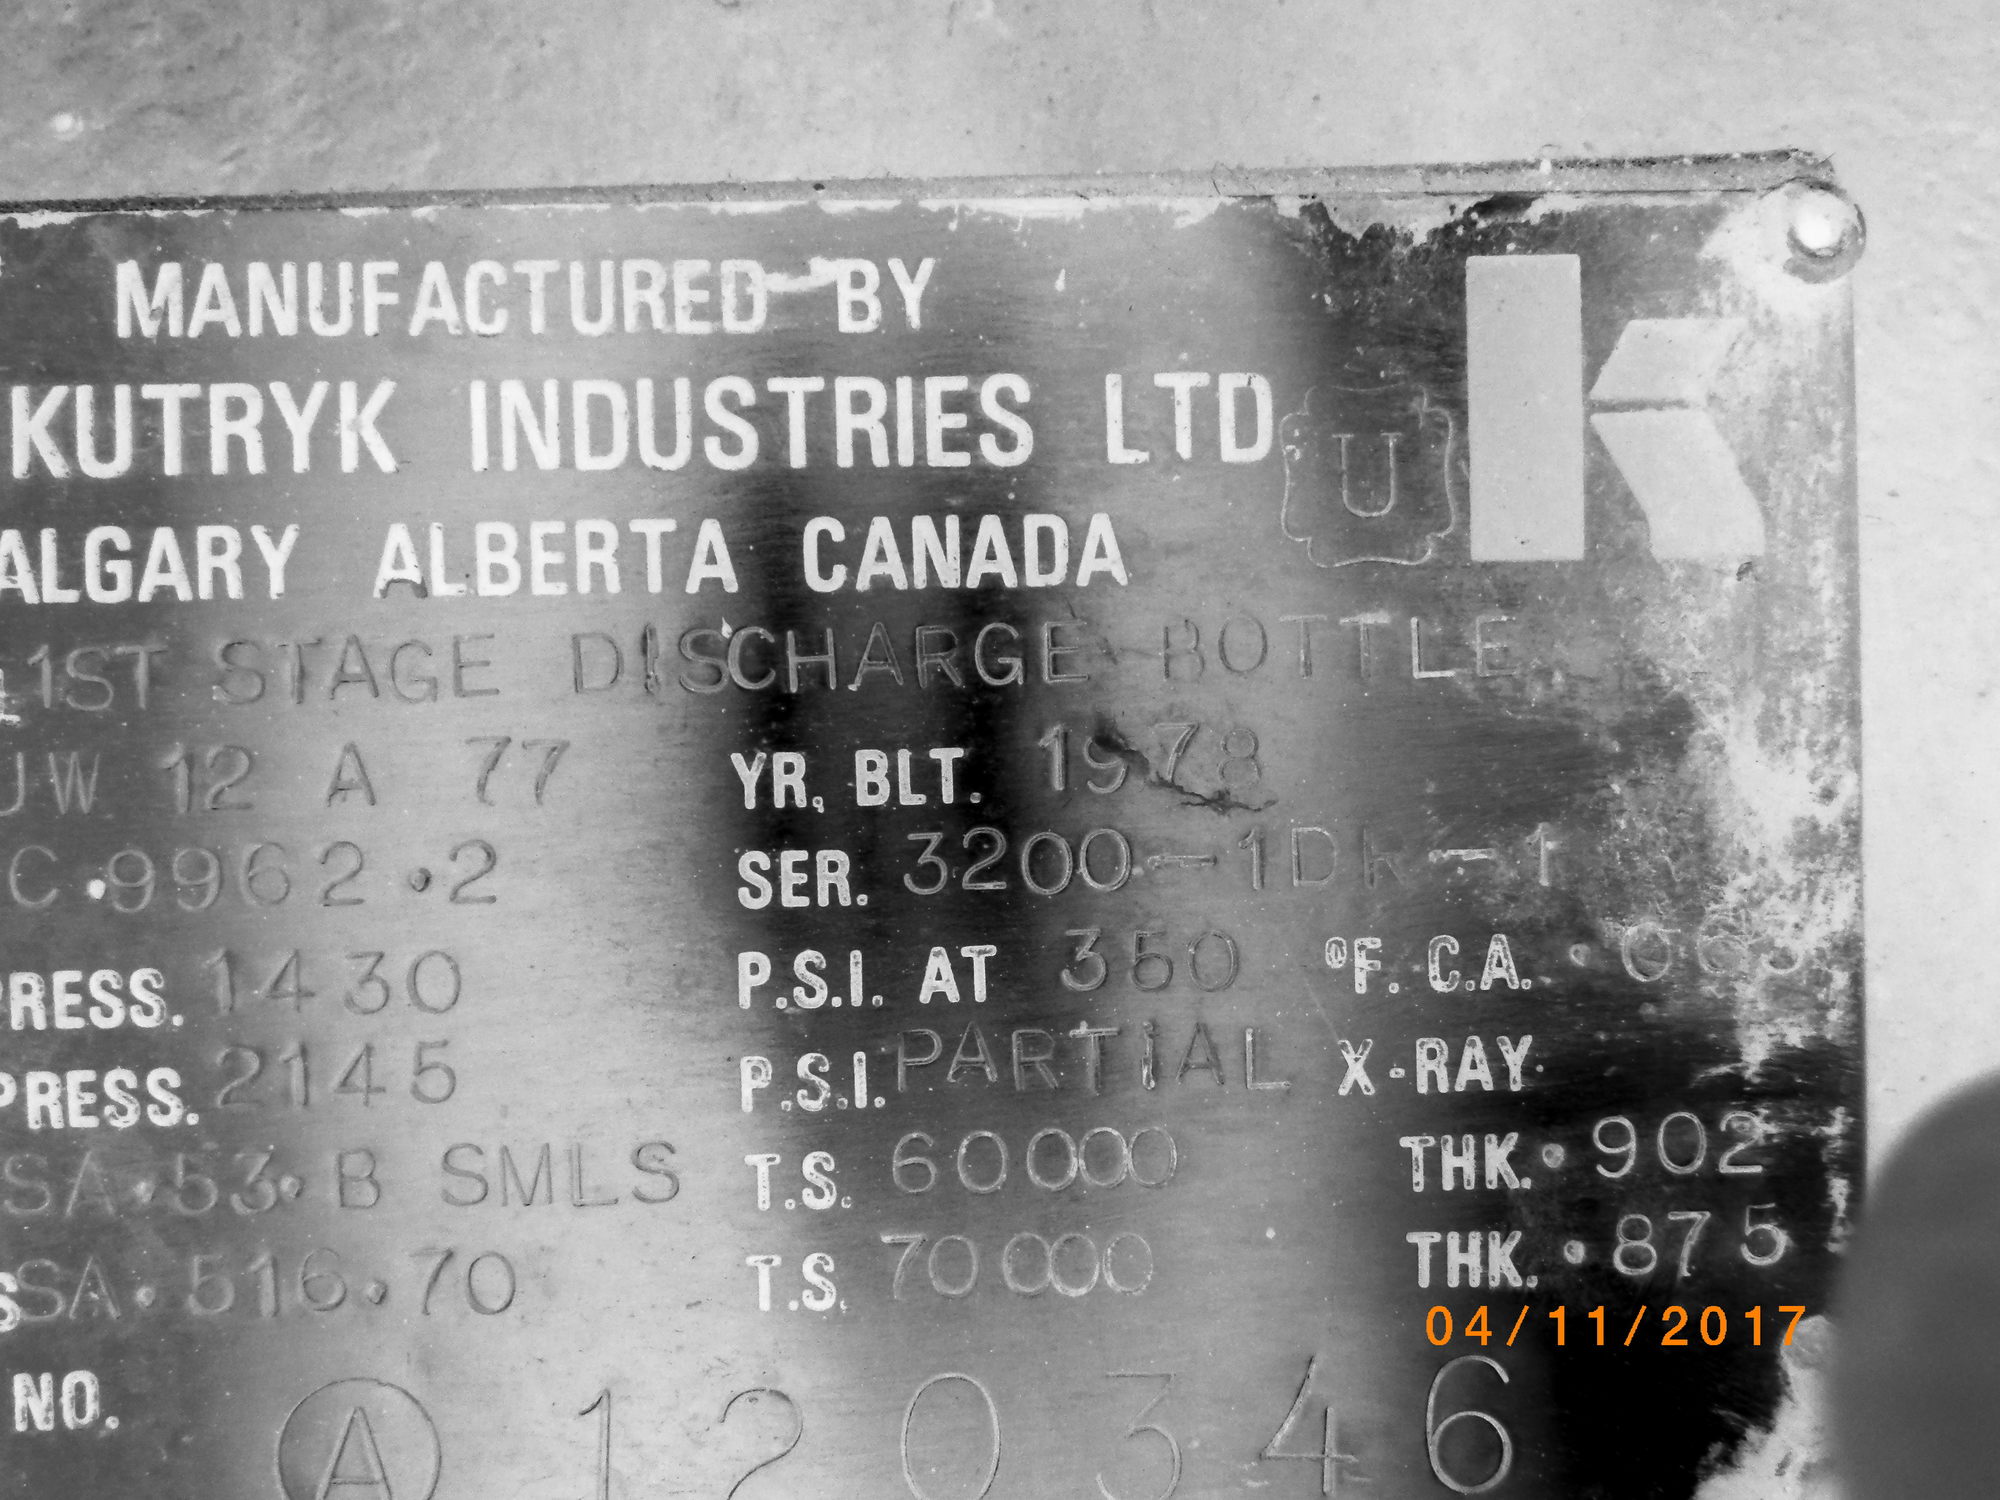 MANUFACTURED BY
KUTRYK INDUSTRIES LTD
U
ALGARY ALBERTA CANADA
1ST STAGE DISCHARGE BOTTLE
UW 12 A 77 YR. BLT. 1978
C.9962.2 SER. 3200-1DK-1
PRESS. 1430 P.S.I. AT 350 °F. C.A.
PRESS. 2145 P.S.I. PARTIAL X-RAY
SA.53.B SMLS T.S. 60000 THK. .902
SA.516.70 T.S. 70000 THK. .875
04/11/2017
NO. A 120346